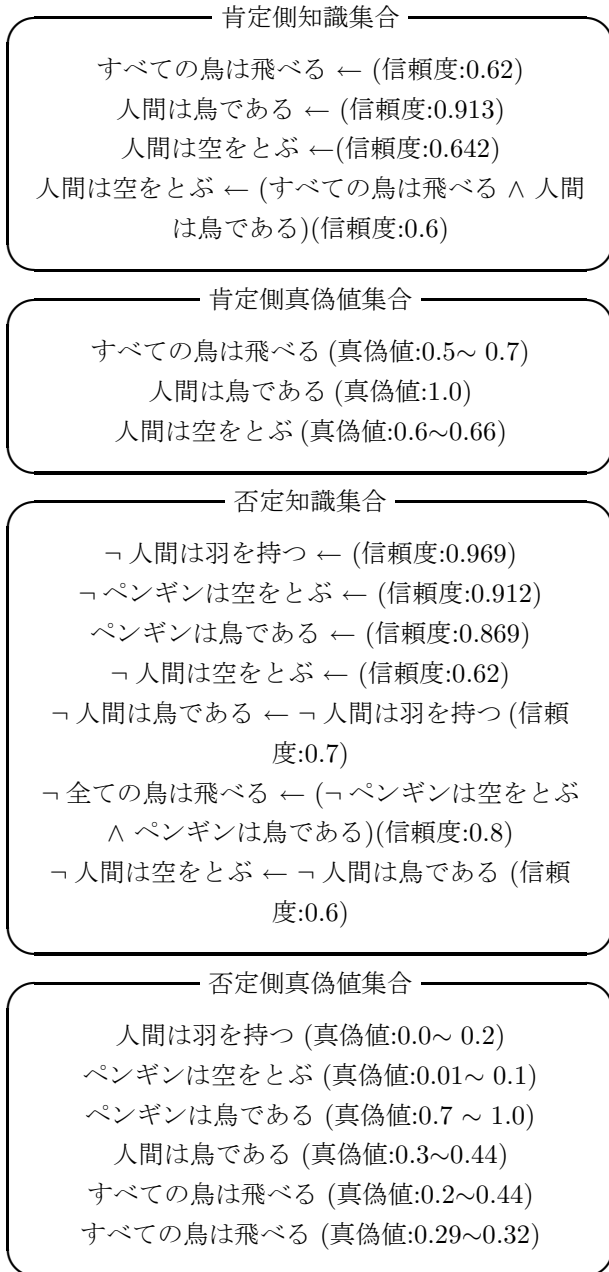 肯定側知識集合
すべての鳥は飛べる ← (信頼度:0.62)
人間は鳥である ← (信頼度:0.913)
人間は空をとぶ ←(信頼度:0.642)
人間は空をとぶ ← (すべての鳥は飛べる ∧ 人間
は鳥である)(信頼度:0.6)
肯定側真偽値集合
すべての鳥は飛べる (真偽値:0.5∼ 0.7)
人間は鳥である (真偽値:1.0)
人間は空をとぶ (真偽値:0.6∼0.66)
否定知識集合
¬ 人間は羽を持つ ← (信頼度:0.969)
¬ ペンギンは空をとぶ ← (信頼度:0.912)
ペンギンは鳥である ← (信頼度:0.869)
¬ 人間は空をとぶ ← (信頼度:0.62)
¬ 人間は鳥である ← ¬ 人間は羽を持つ (信頼
度:0.7)
¬ 全ての鳥は飛べる ← (¬ ペンギンは空をとぶ
∧ ペンギンは鳥である)(信頼度:0.8)
¬ 人間は空をとぶ ← ¬ 人間は鳥である (信頼
度:0.6)
否定側真偽値集合
人間は羽を持つ (真偽値:0.0∼ 0.2)
ペンギンは空をとぶ (真偽値:0.01∼ 0.1)
ペンギンは鳥である (真偽値:0.7 ∼ 1.0)
人間は鳥である (真偽値:0.3∼0.44)
すべての鳥は飛べる (真偽値:0.2∼0.44)
すべての鳥は飛べる (真偽値:0.29∼0.32)